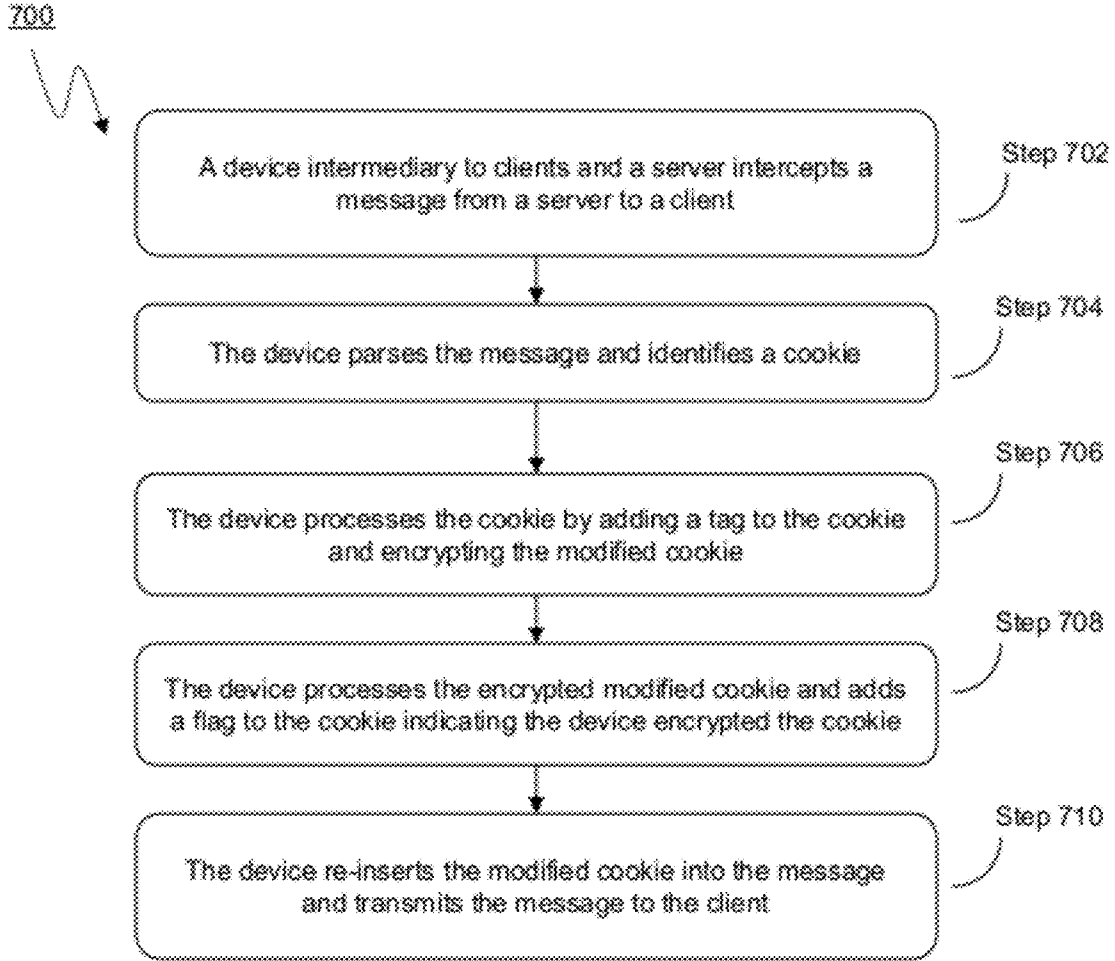 700
A device intermediary to clients and a server intercepts a
message from a server to a client
Step 702
The device parses the message and identifies a cookie
Step 704
The device processes the cookie by adding a tag to the cookie
and encrypting the modified cookie
Step 706
The device processes the encrypted modified cookie and adds
a flag to the cookie indicating the device encrypted the cookie
Step 708
The device re-inserts the modified cookie into the message
and transmits the message to the client
Step 710